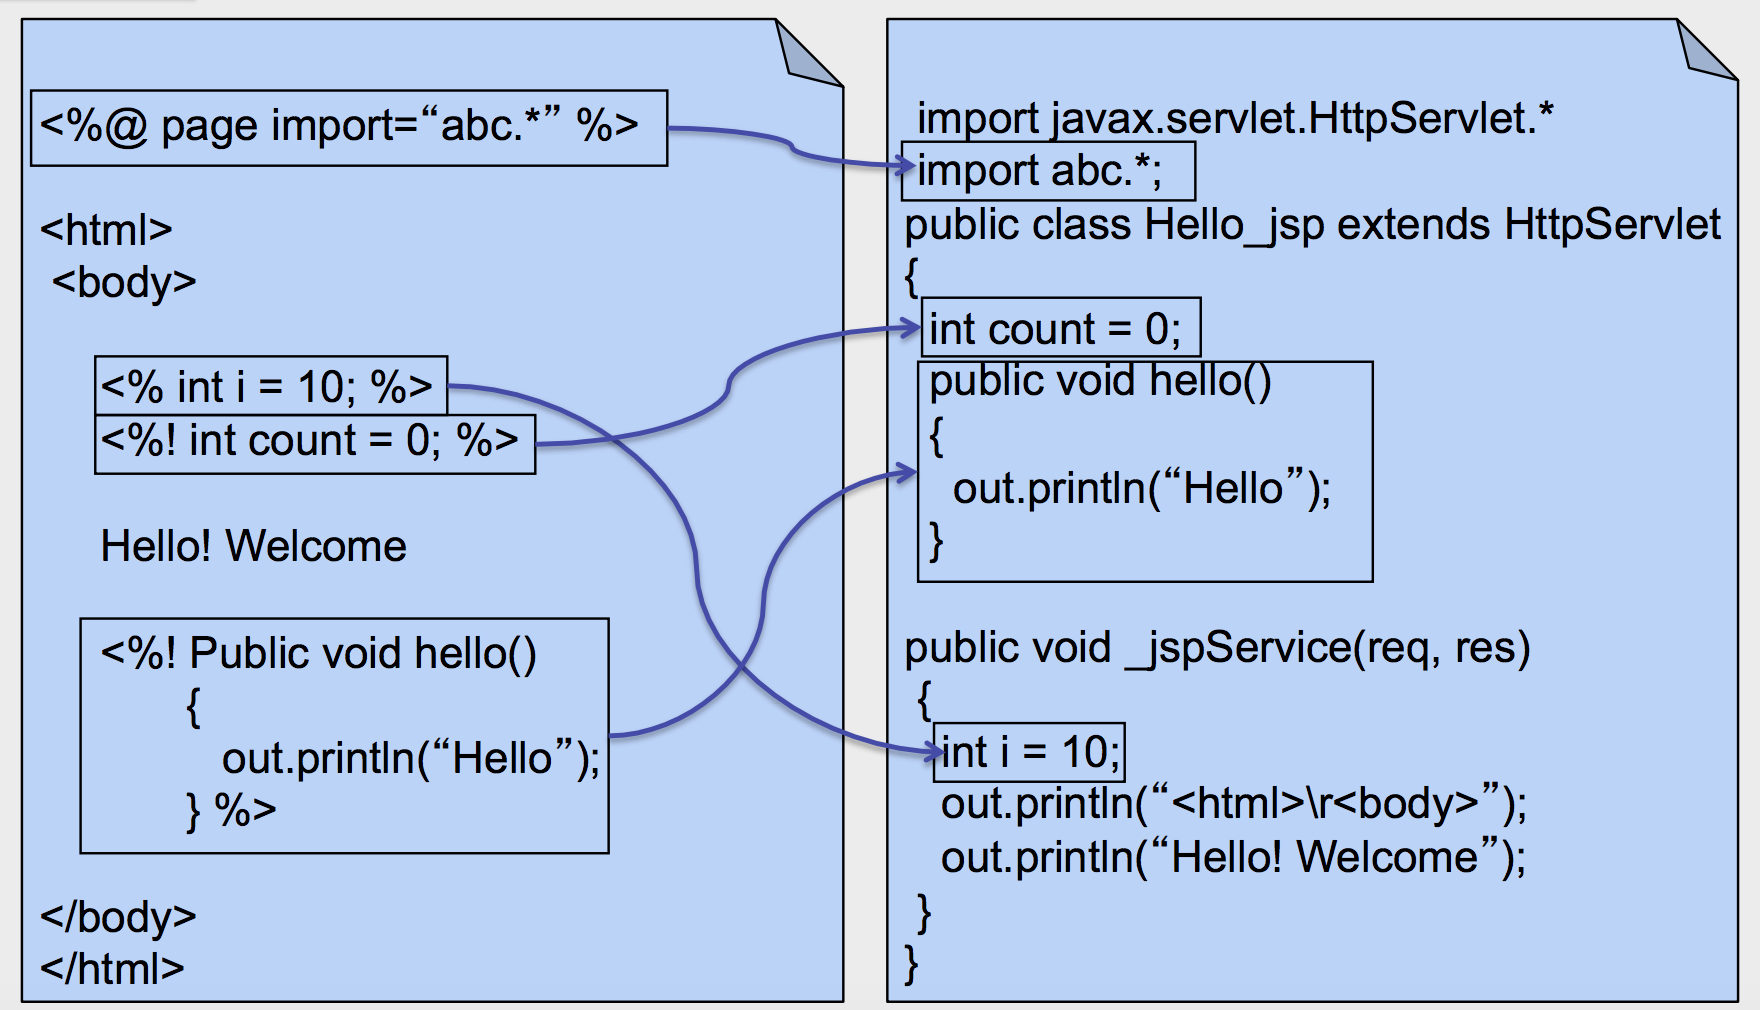 <%@ page import=“abc.*” %>
<html>
<body>
<% int i = 10; %>
<%! int count = 0; %>
Hello! Welcome
<%! Public void hello()
{
out.println(“Hello”);
} %>
</body>
</html>
import javax.servlet.HttpServlet.*
import abc.*;
public class Hello_jsp extends HttpServlet
{
int count = 0;
public void hello()
{
out.println(“Hello”);
}
public void _jspService(req, res)
{
int i = 10;
out.println(“<html>\r<body>”);
out.println(“Hello! Welcome”);
}
}